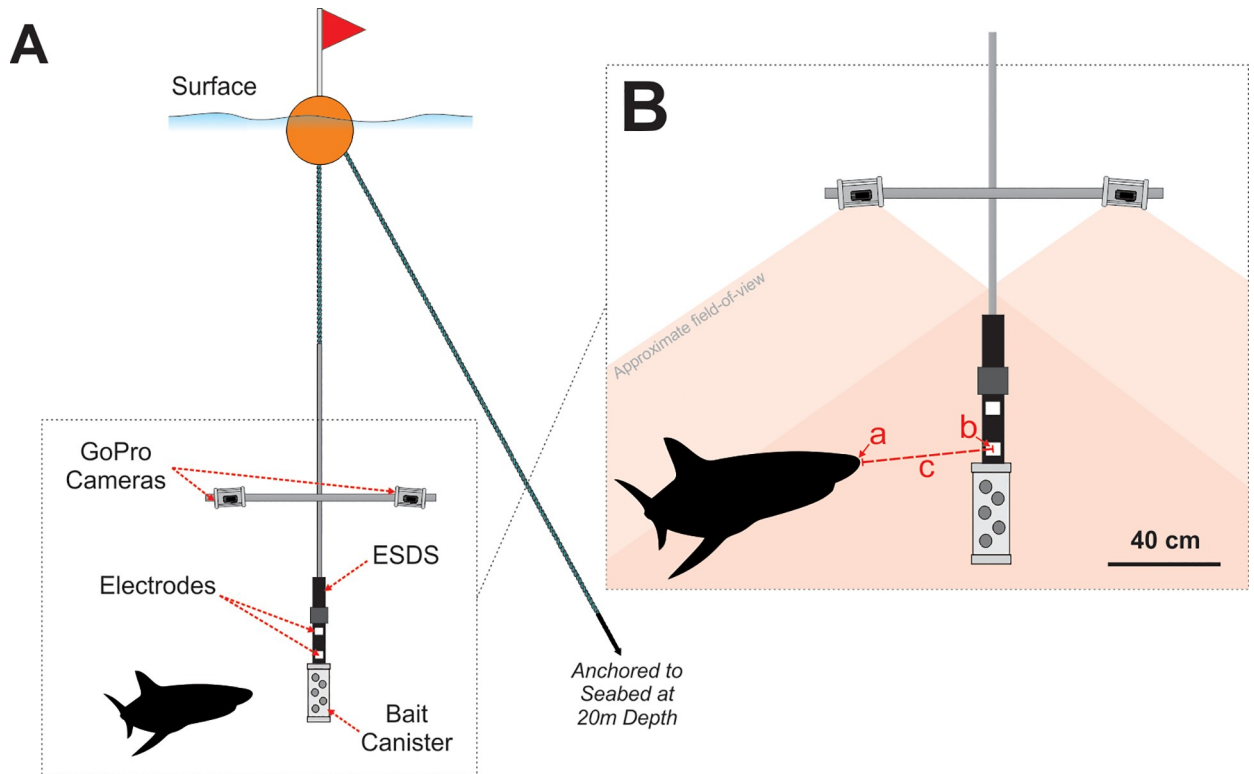 A
Surface
GoPro
Cameras
ESDS
Electrodes
Bait
Canister
Anchored to
Seabed at
20m Depth
B
Approximate field-of-view
a
b
c
40 cm